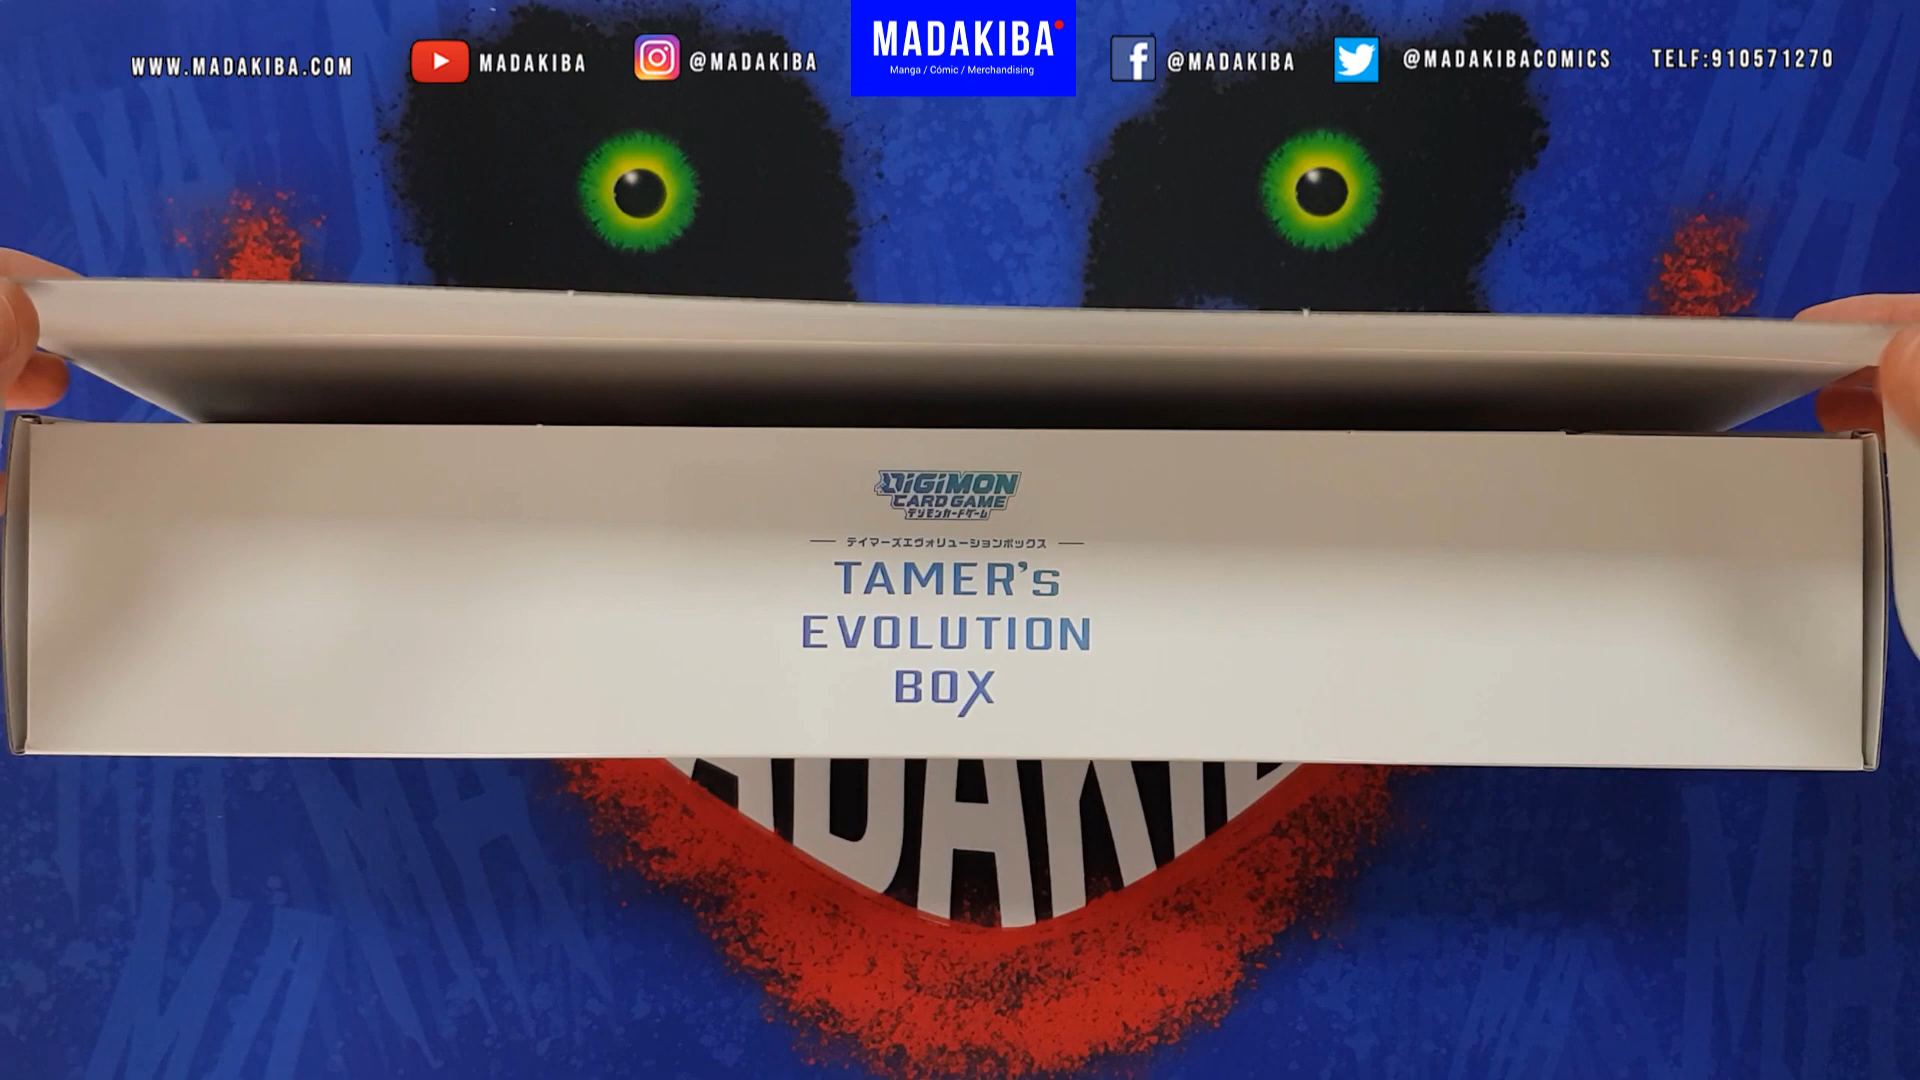 WWW.MADAKIBA.COM
MADAKIBA
@MADAKIBA
MADAKIBA
Manga / Cómic / Merchandising
@MADAKIBA
@MADAKIBACOMICS
TELF:910571270
DIGIMON
CARD GAME
デジモンカードゲーム
テイマーズエヴォリューションボックス
TAMER's
EVOLUTION
BOX